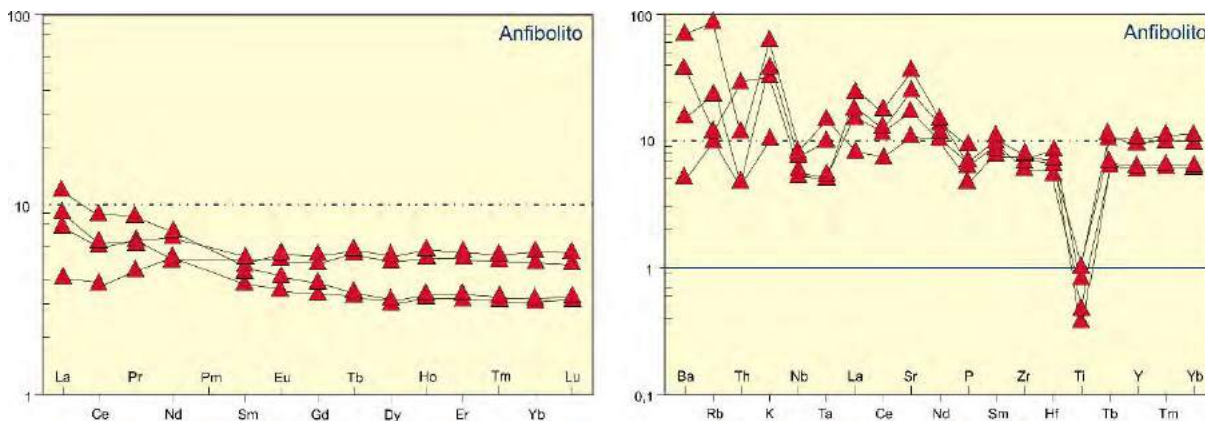 100
Anfibolito
10
1
La Pr Pm Eu Tb Ho Tm Lu
Ce Nd Sm Gd Dy Er Yb
100
Anfibolito
10
1
0,1
Ba Th Nb La Sr P Zr Ti Y Yb
Rb K Ta Ce Nd Sm Hf Tb Tm